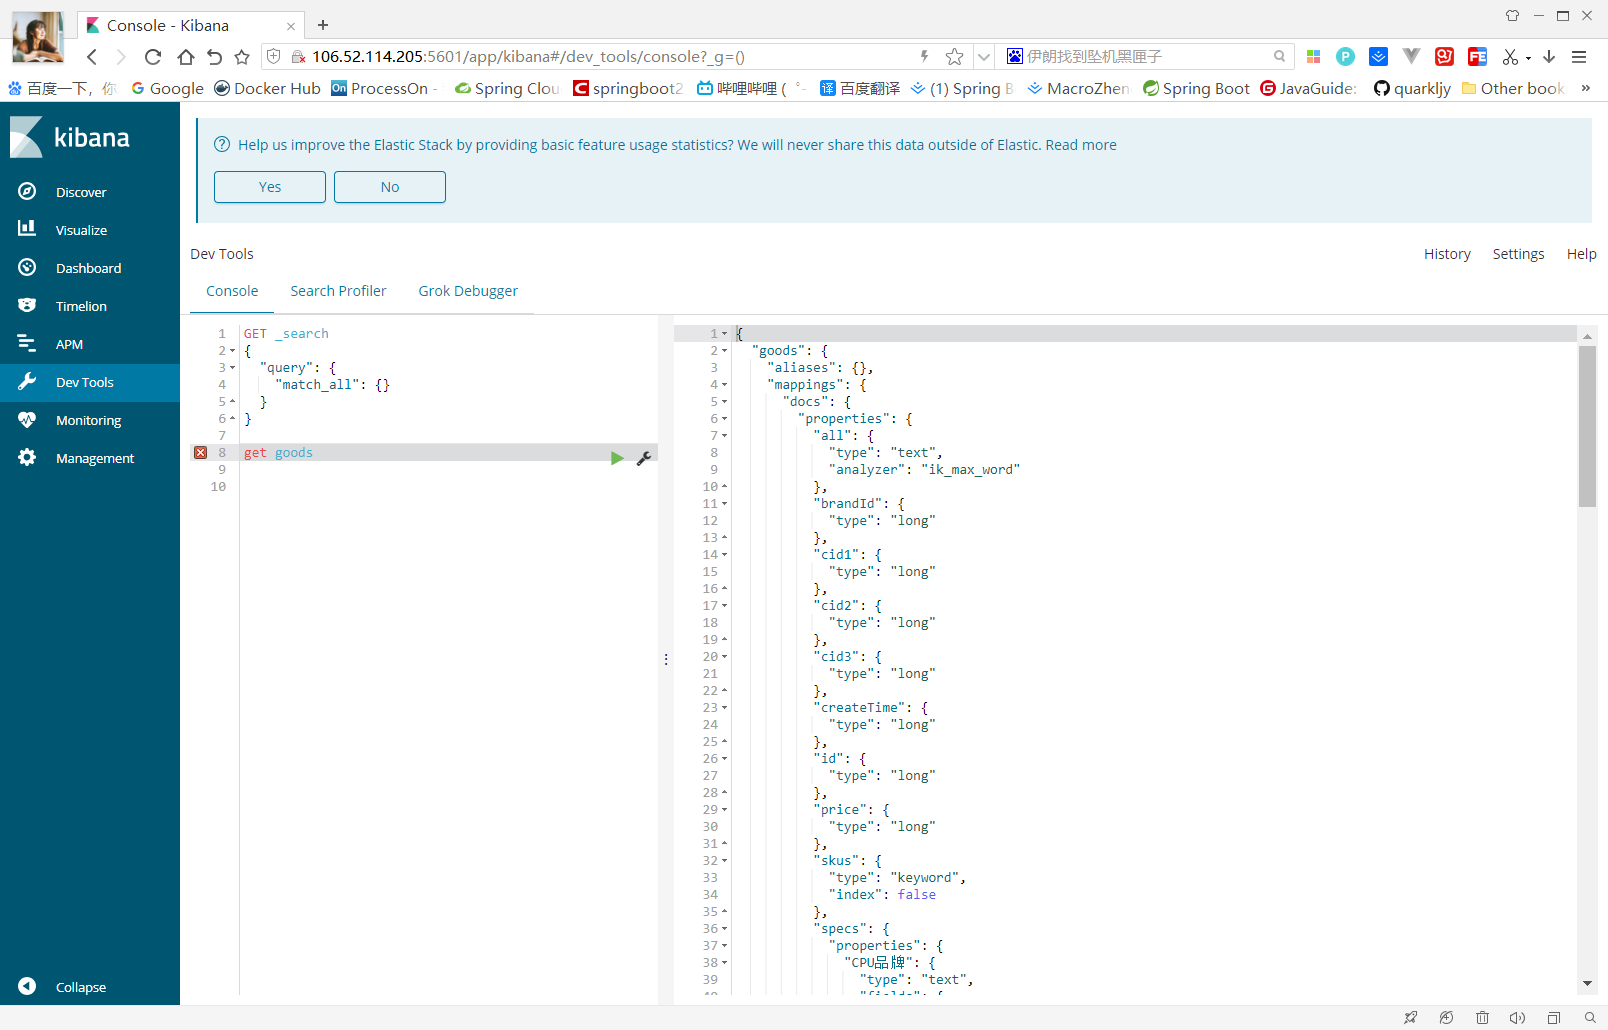 Console - Kibana
106.52.114.205:5601/app/kibana#/dev_tools/console?_g=()
伊朗找到坠机黑匣子
百度一下，你
Google
Docker Hub
ProcessOn -
Spring Clou
springboot2
哔哩哔哩 ( ゜-
百度翻译
(1) Spring B
MacroZhen
Spring Boot
JavaGuide:
quarkljy
Other book
»
kibana
Discover
Visualize
Dashboard
Timelion
APM
Dev Tools
Monitoring
Management
Collapse
Help us improve the Elastic Stack by providing basic feature usage statistics? We will never share this data outside of Elastic. Read more
Yes
No
Dev Tools
History
Settings
Help
Console
Search Profiler
Grok Debugger
1 GET _search
2 {
3 "query": {
4 "match_all": {}
5 }
6 }
7
8 get goods
9
10
1 {
2 "goods": {
3 "aliases": {},
4 "mappings": {
5 "docs": {
6 "properties": {
7 "all": {
8 "type": "text",
9 "analyzer": "ik_max_word"
10 },
11 "brandId": {
12 "type": "long"
13 },
14 "cid1": {
15 "type": "long"
16 },
17 "cid2": {
18 "type": "long"
19 },
20 "cid3": {
21 "type": "long"
22 },
23 "createTime": {
24 "type": "long"
25 },
26 "id": {
27 "type": "long"
28 },
29 "price": {
30 "type": "long"
31 },
32 "skus": {
33 "type": "keyword",
34 "index": false
35 },
36 "specs": {
37 "properties": {
38 "CPU品牌": {
39 "type": "text",
40 "fields": {